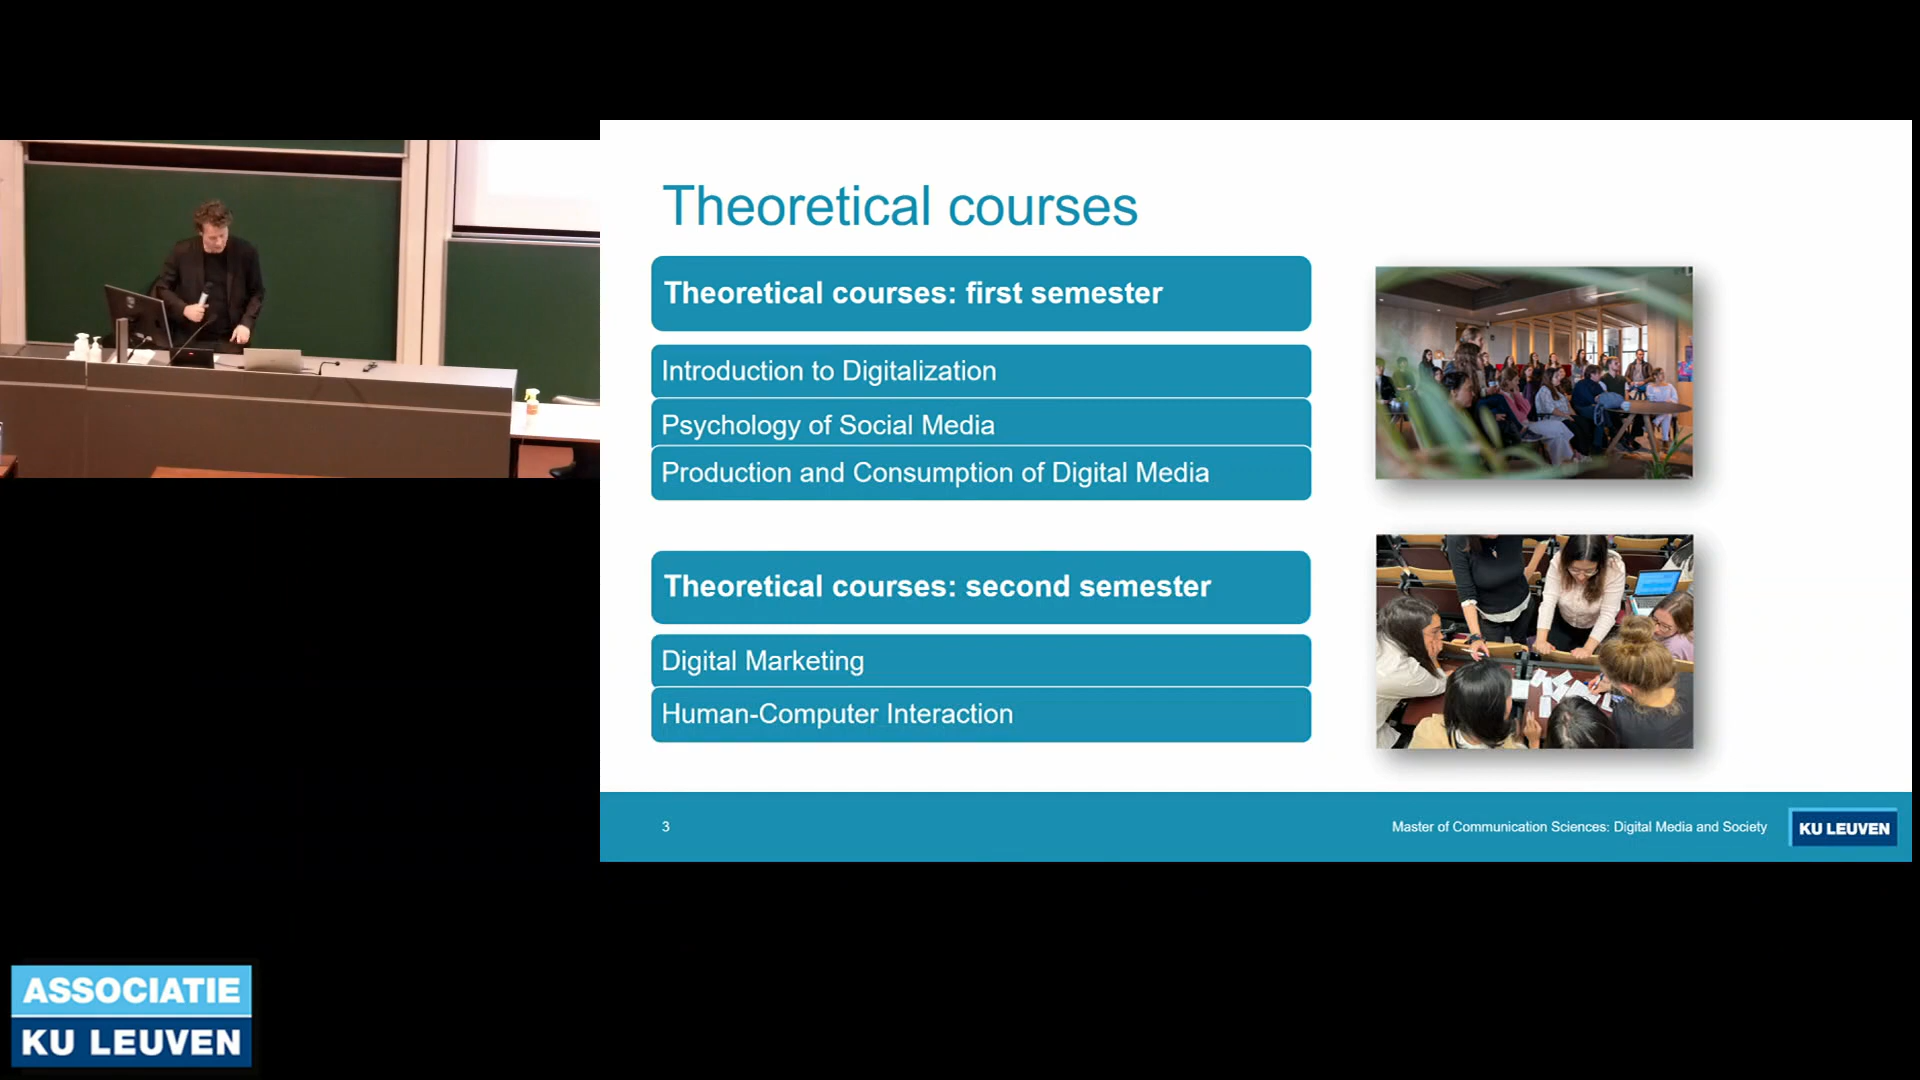 Theoretical courses
Theoretical courses: first semester
Introduction to Digitalization
Psychology of Social Media
Production and Consumption of Digital Media
Theoretical courses: second semester
Digital Marketing
Human-Computer Interaction
3
Master of Communication Sciences: Digital Media and Society
KU LEUVEN
ASSOCIATIE
KU LEUVEN